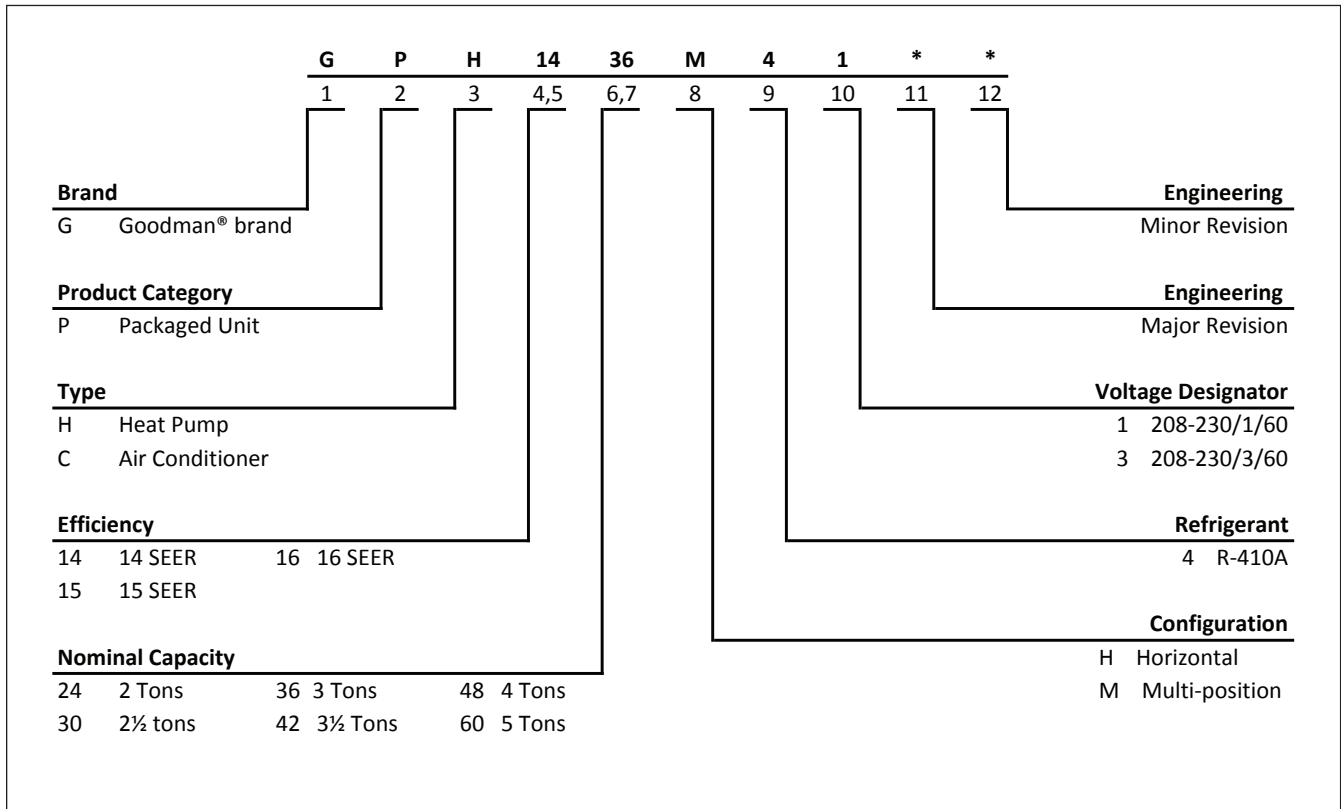 G P H 14 36 M 4 1 * *
1 2 3 4,5 6,7 8 9 10 11 12
Brand
G Goodman® brand
Product Category
P Packaged Unit
Type
H Heat Pump
C Air Conditioner
Efficiency
14 14 SEER 16 16 SEER
15 15 SEER
Nominal Capacity
24 2 Tons 36 3 Tons 48 4 Tons
30 2½ tons 42 3½ Tons 60 5 Tons
Engineering
Minor Revision
Engineering
Major Revision
Voltage Designator
1 208-230/1/60
3 208-230/3/60
Refrigerant
4 R-410A
Configuration
H Horizontal
M Multi-position